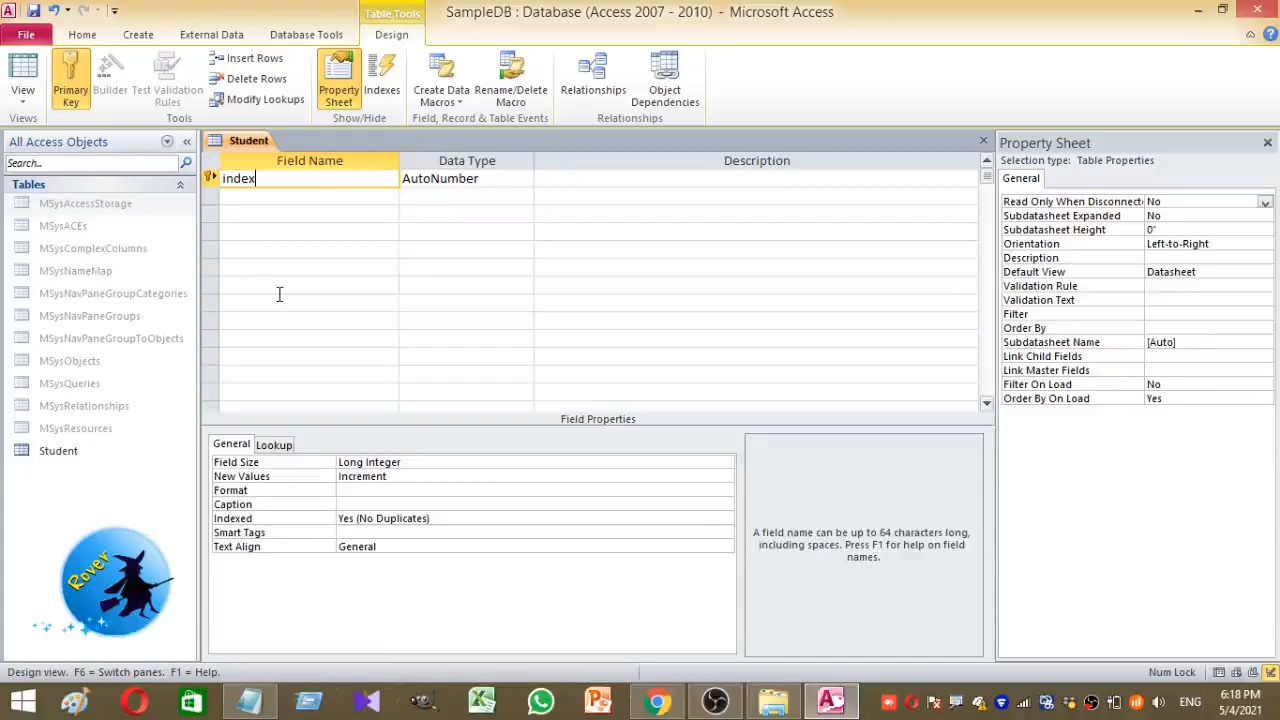 SampleDB : Database (Access 2007 - 2010) - Microsoft Access
Table Tools
File Home Create External Data Database Tools Design
View
Primary Key
Builder
Test Validation Rules
Insert Rows
Delete Rows
Modify Lookups
Property Sheet
Indexes
Create Data Macros
Rename/Delete Macro
Relationships
Object Dependencies
Views Tools Show/Hide Field, Record & Table Events Relationships
All Access Objects
Search...
Tables
MSysAccessStorage
MSysACEs
MSysComplexColumns
MSysNameMap
MSysNavPaneGroupCategories
MSysNavPaneGroups
MSysNavPaneGroupToObjects
MSysObjects
MSysQueries
MSysRelationships
MSysResources
Student
Rover
Student
Field Name Data Type Description
index AutoNumber
Field Properties
General Lookup
Field Size Long Integer
New Values Increment
Format
Caption
Indexed Yes (No Duplicates)
Smart Tags
Text Align General
A field name can be up to 64 characters long,
including spaces. Press F1 for help on field
names.
Property Sheet
Selection type: Table Properties
General
Read Only When Disconnecte No
Subdatasheet Expanded No
Subdatasheet Height 0"
Orientation Left-to-Right
Description
Default View Datasheet
Validation Rule
Validation Text
Filter
Order By
Subdatasheet Name [Auto]
Link Child Fields
Link Master Fields
Filter On Load No
Order By On Load Yes
Design view. F6 = Switch panes. F1 = Help.
Num Lock
ENG
6:18 PM
5/4/2021